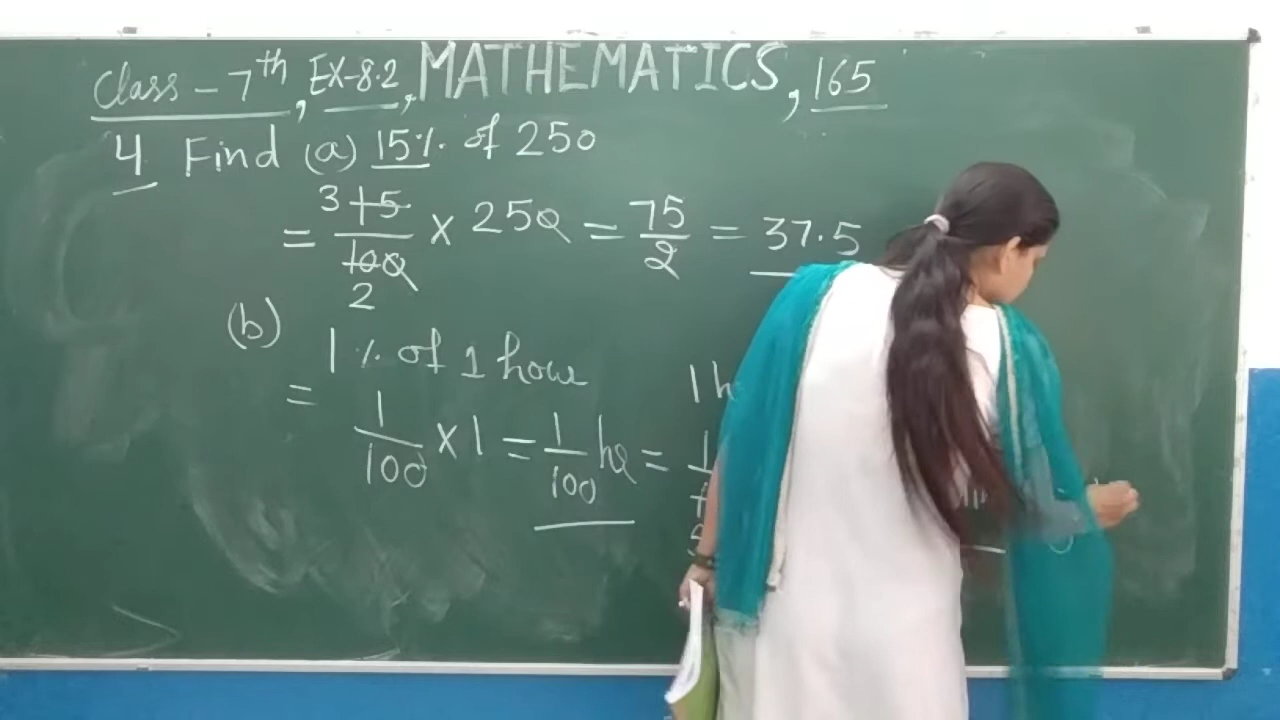 Class - 7th, EX-8.2, MATHEMATICS, 165
4 Find (a) 15% of 250
= 3 15/100 2 × 250 = 75/2 = 37.5
(b) 1% of 1 hour
1 h
= 1/100 × 1 = 1/100 hr =